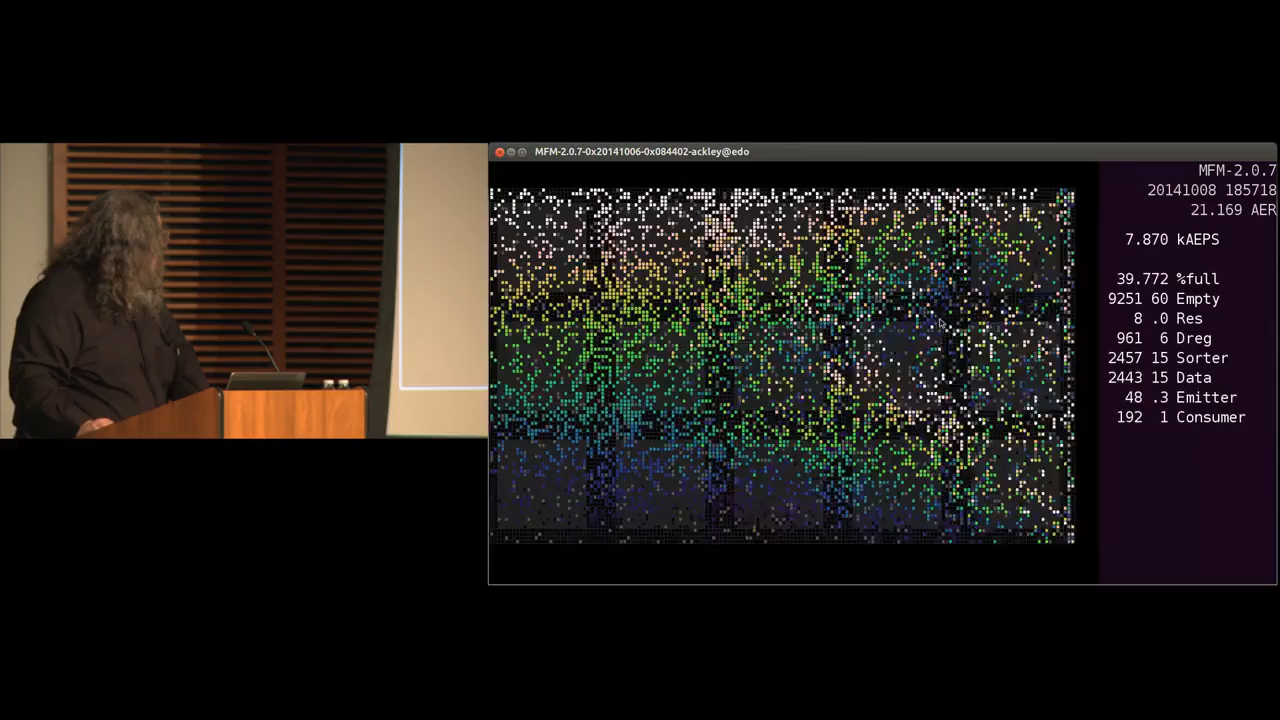 MFM-2.0.7-0x20141006-0x084402-ackley@edo
MFM-2.0.7
20141008 185718
21.169 AER
7.870 kAEPS
39.772 %full
9251 60 Empty
8 .0 Res
961 6 Dreg
2457 15 Sorter
2443 15 Data
48 .3 Emitter
192 1 Consumer